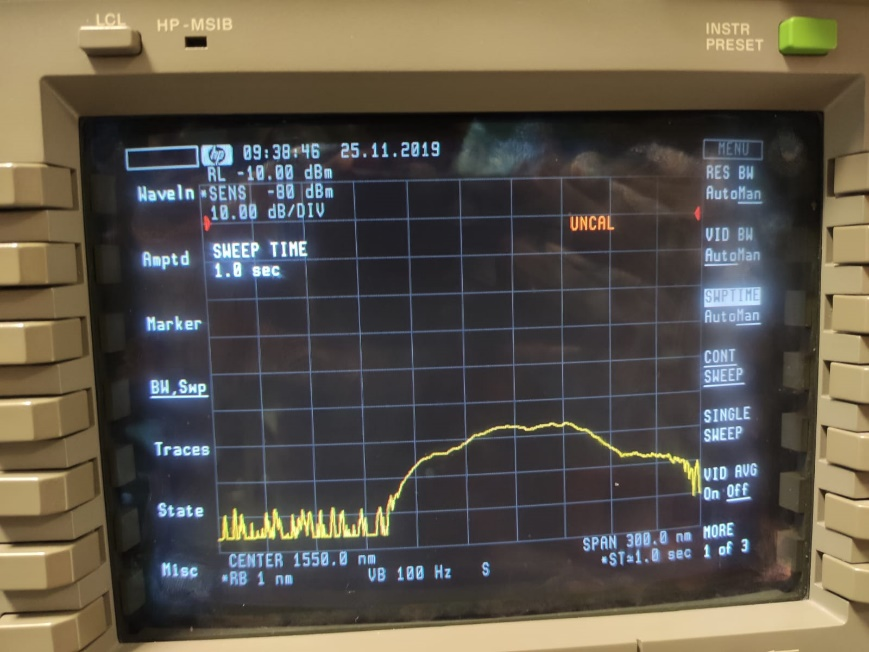 LCL
HP-MSIB
INSTR
PRESET
hp 09:38:46 25.11.2019
RL -10.00 dBm
*SENS -80 dBm
10.00 dB/DIV
UNCAL
SWEEP TIME
1.0 sec
WaveIn
Amptd
Marker
BW,Swp
Traces
State
Misc
CENTER 1550.0 nm
SPAN 300.0 nm
*RB 1 nm
VB 100 Hz
S
*ST≃1.0 sec
MENU
RES BW
AutoMan
VID BW
AutoMan
SWPTIME
AutoMan
CONT
SWEEP
SINGLE
SWEEP
VID AVG
On Off
MORE
1 of 3